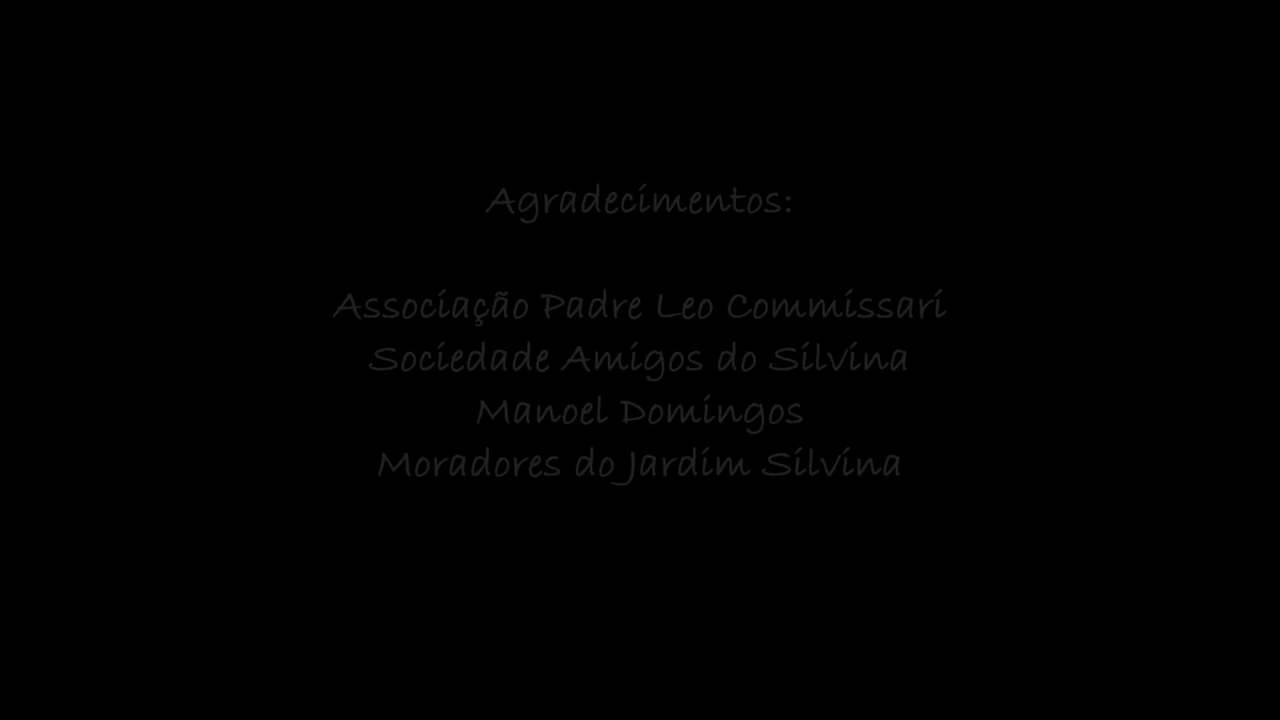 Agradecimentos:
Associação Padre Leo Commissari
Sociedade Amigos do Silvina
Manoel Domingos
Moradores do Jardim Silvina